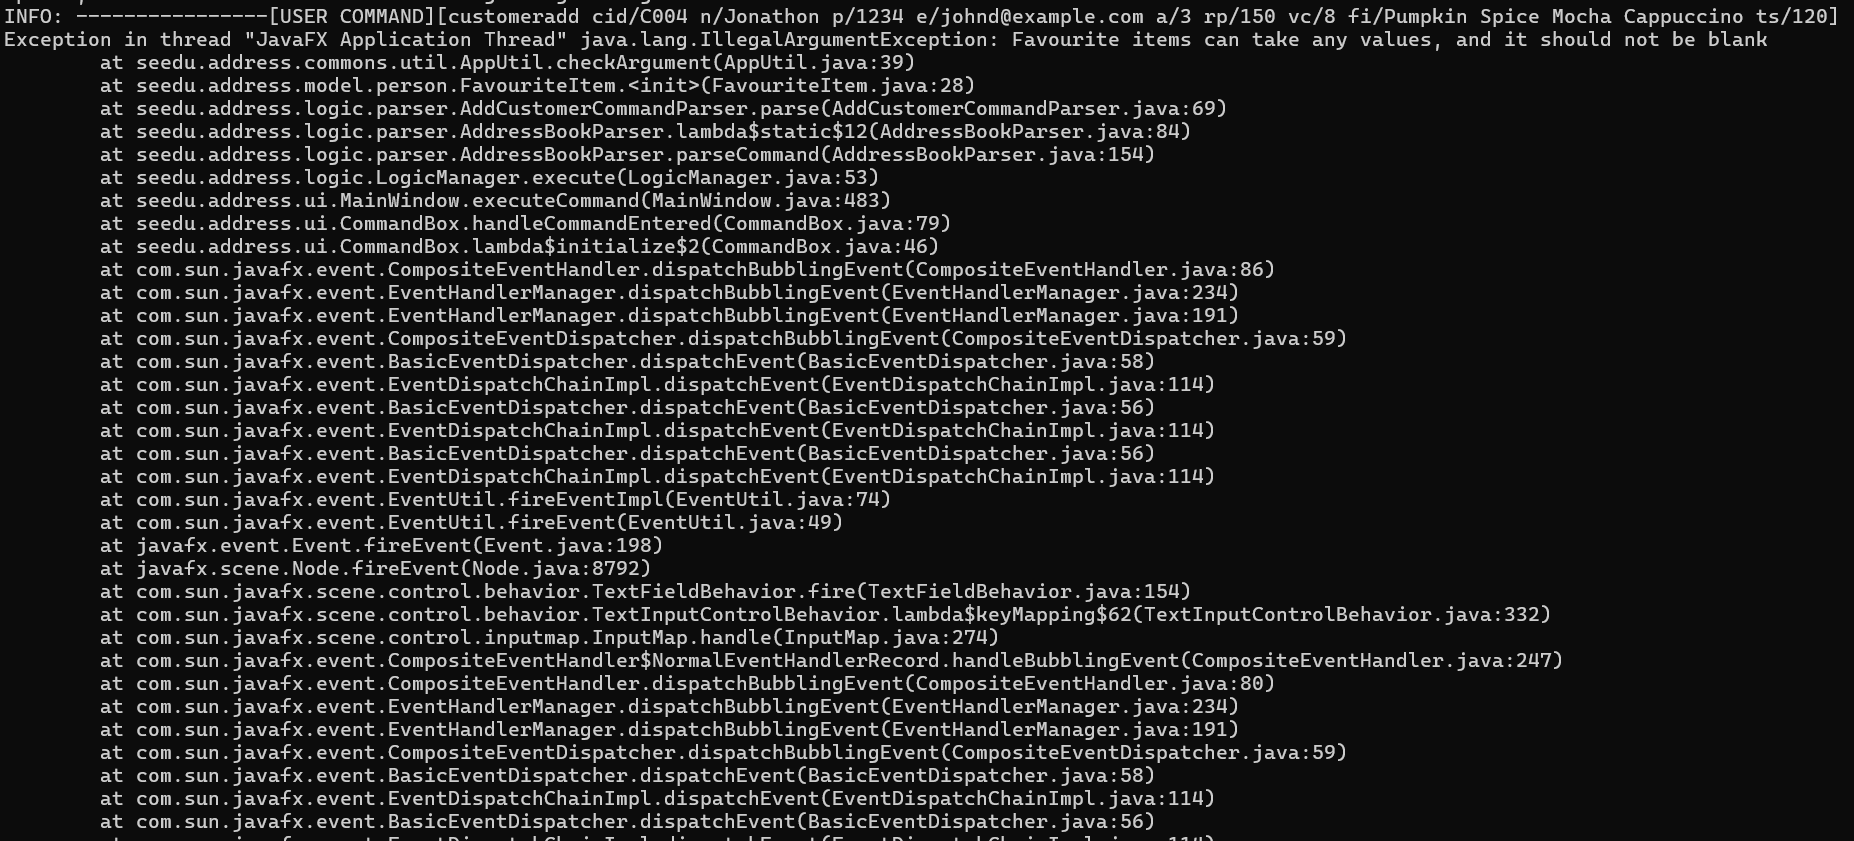 INFO: ----------------[USER COMMAND][customeradd cid/C004 n/Jonathon p/1234 e/johnd@example.com a/3 rp/150 vc/8 fi/Pumpkin Spice Mocha Cappuccino ts/120]
Exception in thread "JavaFX Application Thread" java.lang.IllegalArgumentException: Favourite items can take any values, and it should not be blank
at seedu.address.commons.util.AppUtil.checkArgument(AppUtil.java:39)
at seedu.address.model.person.FavouriteItem.<init>(FavouriteItem.java:28)
at seedu.address.logic.parser.AddCustomerCommandParser.parse(AddCustomerCommandParser.java:69)
at seedu.address.logic.parser.AddressBookParser.lambda$static$12(AddressBookParser.java:84)
at seedu.address.logic.parser.AddressBookParser.parseCommand(AddressBookParser.java:154)
at seedu.address.logic.LogicManager.execute(LogicManager.java:53)
at seedu.address.ui.MainWindow.executeCommand(MainWindow.java:483)
at seedu.address.ui.CommandBox.handleCommandEntered(CommandBox.java:79)
at seedu.address.ui.CommandBox.lambda$initialize$2(CommandBox.java:46)
at com.sun.javafx.event.CompositeEventHandler.dispatchBubblingEvent(CompositeEventHandler.java:86)
at com.sun.javafx.event.EventHandlerManager.dispatchBubblingEvent(EventHandlerManager.java:234)
at com.sun.javafx.event.EventHandlerManager.dispatchBubblingEvent(EventHandlerManager.java:191)
at com.sun.javafx.event.CompositeEventDispatcher.dispatchBubblingEvent(CompositeEventDispatcher.java:59)
at com.sun.javafx.event.BasicEventDispatcher.dispatchEvent(BasicEventDispatcher.java:58)
at com.sun.javafx.event.EventDispatchChainImpl.dispatchEvent(EventDispatchChainImpl.java:114)
at com.sun.javafx.event.BasicEventDispatcher.dispatchEvent(BasicEventDispatcher.java:56)
at com.sun.javafx.event.EventDispatchChainImpl.dispatchEvent(EventDispatchChainImpl.java:114)
at com.sun.javafx.event.BasicEventDispatcher.dispatchEvent(BasicEventDispatcher.java:56)
at com.sun.javafx.event.EventDispatchChainImpl.dispatchEvent(EventDispatchChainImpl.java:114)
at com.sun.javafx.event.EventUtil.fireEventImpl(EventUtil.java:74)
at com.sun.javafx.event.EventUtil.fireEvent(EventUtil.java:49)
at javafx.event.Event.fireEvent(Event.java:198)
at javafx.scene.Node.fireEvent(Node.java:8792)
at com.sun.javafx.scene.control.behavior.TextFieldBehavior.fire(TextFieldBehavior.java:154)
at com.sun.javafx.scene.control.behavior.TextInputControlBehavior.lambda$keyMapping$62(TextInputControlBehavior.java:332)
at com.sun.javafx.scene.control.inputmap.InputMap.handle(InputMap.java:274)
at com.sun.javafx.event.CompositeEventHandler$NormalEventHandlerRecord.handleBubblingEvent(CompositeEventHandler.java:247)
at com.sun.javafx.event.CompositeEventHandler.dispatchBubblingEvent(CompositeEventHandler.java:80)
at com.sun.javafx.event.EventHandlerManager.dispatchBubblingEvent(EventHandlerManager.java:234)
at com.sun.javafx.event.EventHandlerManager.dispatchBubblingEvent(EventHandlerManager.java:191)
at com.sun.javafx.event.CompositeEventDispatcher.dispatchBubblingEvent(CompositeEventDispatcher.java:59)
at com.sun.javafx.event.BasicEventDispatcher.dispatchEvent(BasicEventDispatcher.java:58)
at com.sun.javafx.event.EventDispatchChainImpl.dispatchEvent(EventDispatchChainImpl.java:114)
at com.sun.javafx.event.BasicEventDispatcher.dispatchEvent(BasicEventDispatcher.java:56)